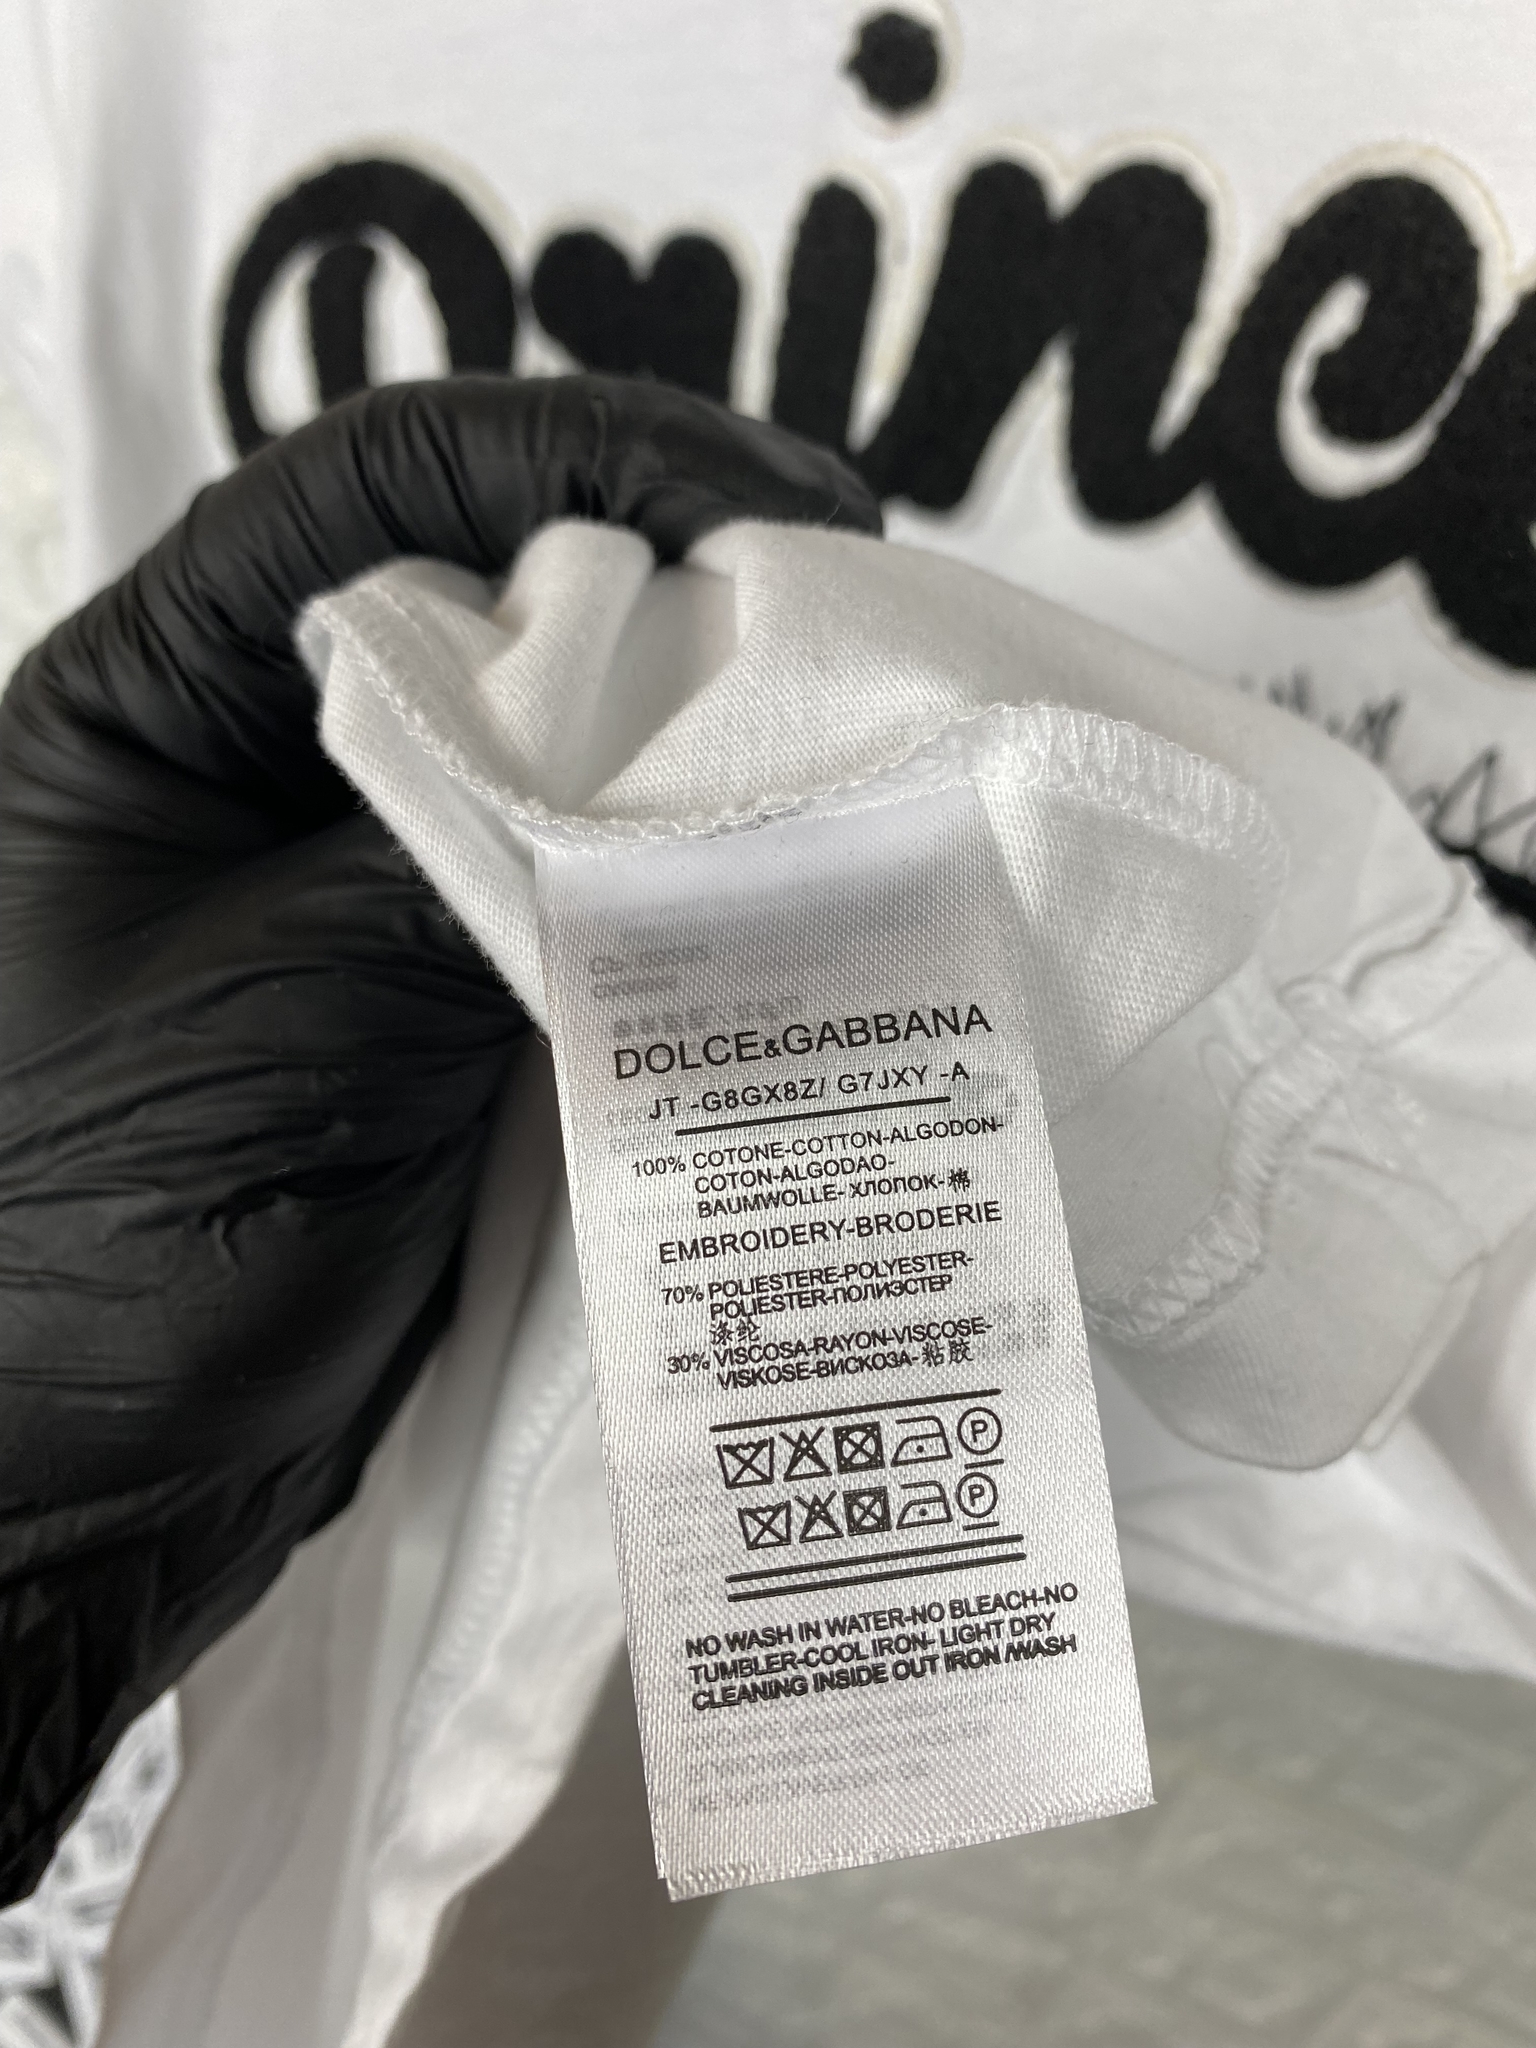 Princ
DOLCE&GABBANA
JT -G8GX8Z/ G7JXY -A
100% COTONE-COTTON-ALGODON-
COTON-ALGODAO-
BAUMWOLLE- ХЛОПОК-棉
EMBROIDERY-BRODERIE
70% POLIESTERE-POLYESTER-
POLIESTER-ПОЛИЭСТЕР
涤纶
30% VISCOSA-RAYON-VISCOSE-
VISKOSE-ВИСКОЗА-粘胶
P
P
NO WASH IN WATER-NO BLEACH-NO
TUMBLER-COOL IRON- LIGHT DRY
CLEANING INSIDE OUT IRON /WASH